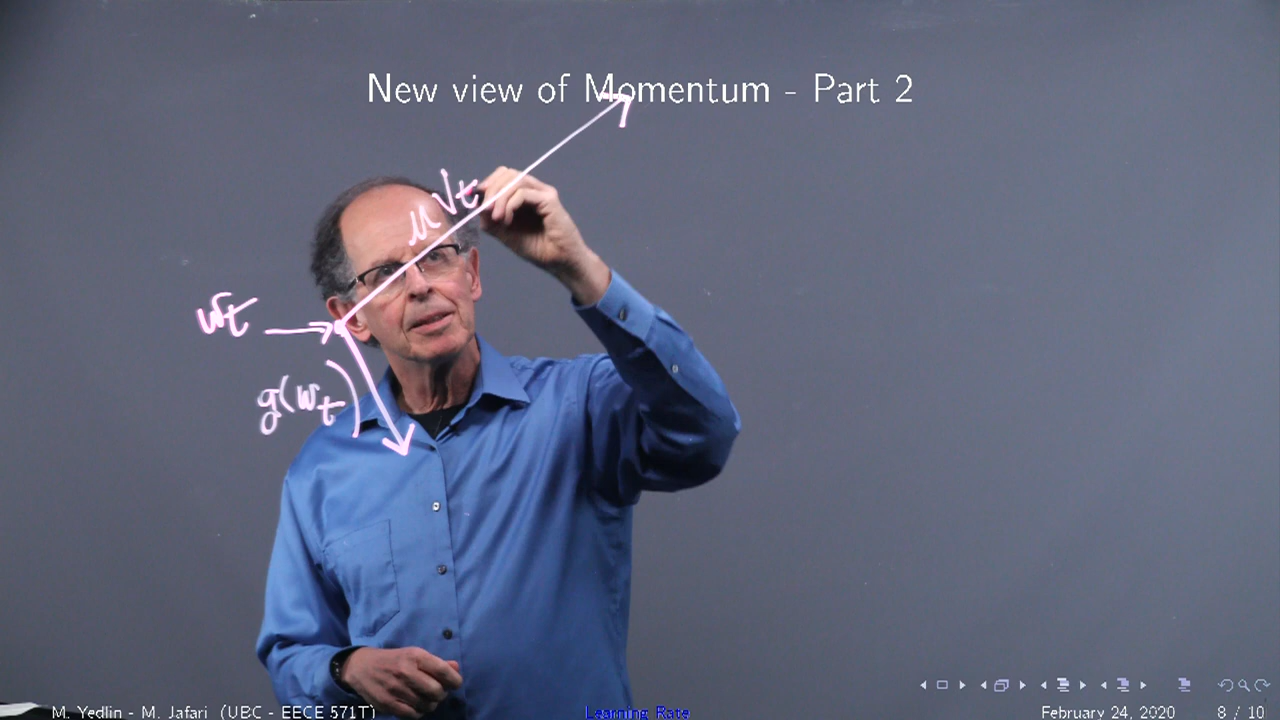 New view of Momentum - Part 2
μVt
wt
g(wt)
M. Yedlin - M. Jafari (UBC - EECE 571T)
Learning Rate
February 24, 2020
8 / 10